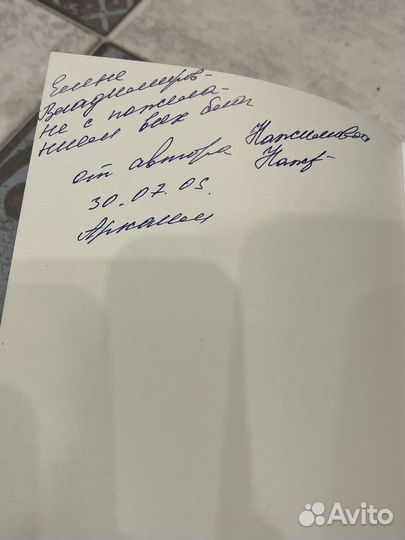 Елене
Владимиров-
не с пожела-
нием всех благ
от автора
30.07.05.
Avito